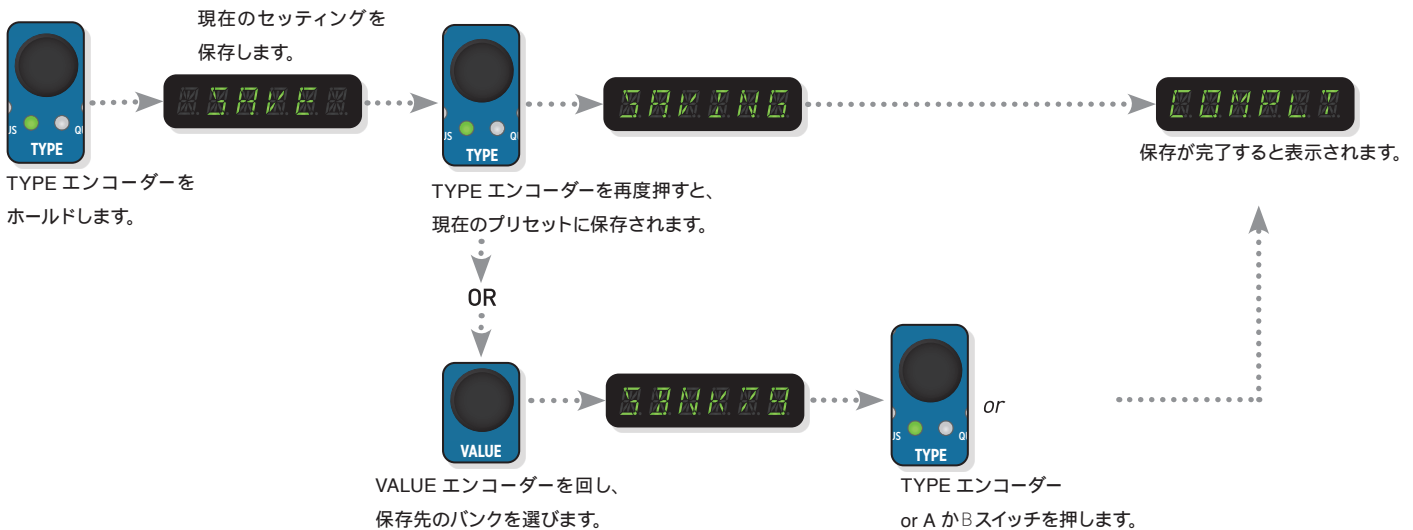 現在のセッティングを
保存します。
SAVE
SAVING
COMPLT
TYPE
TYPE
保存が完了すると表示されます。
TYPE エンコーダーを
ホールドします。
TYPE エンコーダーを再度押すと、
現在のプリセットに保存されます。
OR
SBNK79
or
VALUE
TYPE
VALUE エンコーダーを回し、
保存先のバンクを選びます。
TYPE エンコーダー
or A かBスイッチを押します。